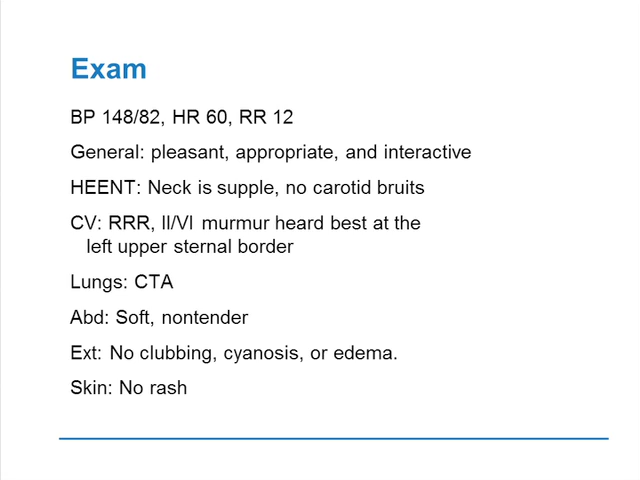 Exam
BP 148/82, HR 60, RR 12
General: pleasant, appropriate, and interactive
HEENT: Neck is supple, no carotid bruits
CV: RRR, II/VI murmur heard best at the
left upper sternal border
Lungs: CTA
Abd: Soft, nontender
Ext: No clubbing, cyanosis, or edema.
Skin: No rash